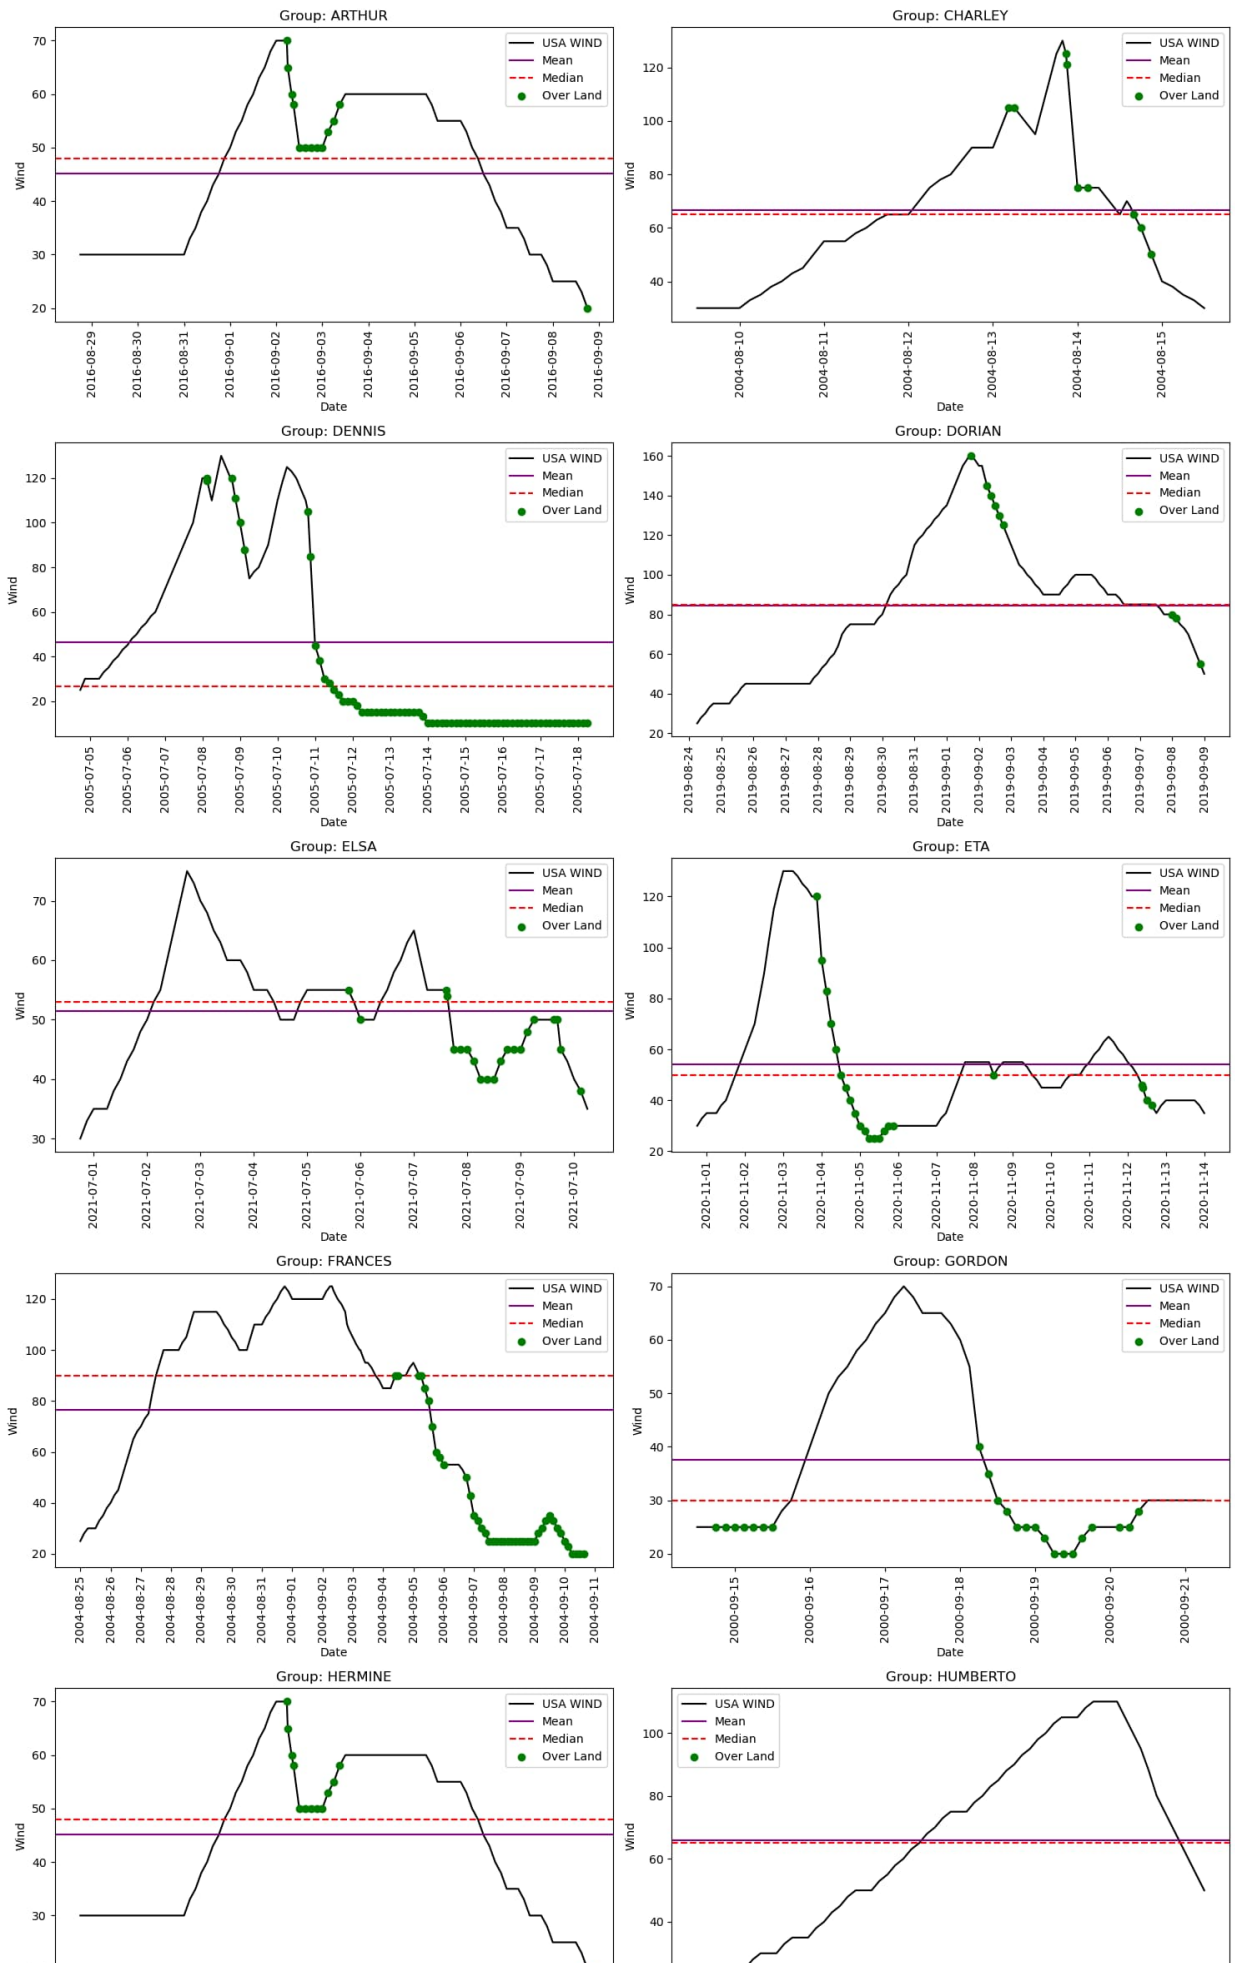 Group: ARTHUR
USA WIND
Mean
Median
Over Land
70
60
50
40
30
20
Wind
2016-08-29
2016-08-30
2016-08-31
2016-09-01
2016-09-02
2016-09-03
2016-09-04
2016-09-05
2016-09-06
2016-09-07
2016-09-08
2016-09-09
Date
Group: CHARLEY
USA WIND
Mean
Median
Over Land
120
100
80
60
40
Wind
2004-08-10
2004-08-11
2004-08-12
2004-08-13
2004-08-14
2004-08-15
Date
Group: DENNIS
USA WIND
Mean
Median
Over Land
120
100
80
60
40
20
Wind
2005-07-05
2005-07-06
2005-07-07
2005-07-08
2005-07-09
2005-07-10
2005-07-11
2005-07-12
2005-07-13
2005-07-14
2005-07-15
2005-07-16
2005-07-17
2005-07-18
Date
Group: DORIAN
USA WIND
Mean
Median
Over Land
160
140
120
100
80
60
40
20
Wind
2019-08-24
2019-08-25
2019-08-26
2019-08-27
2019-08-28
2019-08-29
2019-08-30
2019-08-31
2019-09-01
2019-09-02
2019-09-03
2019-09-04
2019-09-05
2019-09-06
2019-09-07
2019-09-08
2019-09-09
Date
Group: ELSA
USA WIND
Mean
Median
Over Land
70
60
50
40
30
Wind
2021-07-01
2021-07-02
2021-07-03
2021-07-04
2021-07-05
2021-07-06
2021-07-07
2021-07-08
2021-07-09
2021-07-10
Date
Group: ETA
USA WIND
Mean
Median
Over Land
120
100
80
60
40
20
Wind
2020-11-01
2020-11-02
2020-11-03
2020-11-04
2020-11-05
2020-11-06
2020-11-07
2020-11-08
2020-11-09
2020-11-10
2020-11-11
2020-11-12
2020-11-13
2020-11-14
Date
Group: FRANCES
USA WIND
Mean
Median
Over Land
120
100
80
60
40
20
Wind
2004-08-25
2004-08-26
2004-08-27
2004-08-28
2004-08-29
2004-08-30
2004-08-31
2004-09-01
2004-09-02
2004-09-03
2004-09-04
2004-09-05
2004-09-06
2004-09-07
2004-09-08
2004-09-09
2004-09-10
2004-09-11
Date
Group: GORDON
USA WIND
Mean
Median
Over Land
70
60
50
40
30
20
Wind
2000-09-15
2000-09-16
2000-09-17
2000-09-18
2000-09-19
2000-09-20
2000-09-21
Date
Group: HERMINE
USA WIND
Mean
Median
Over Land
70
60
50
40
30
Wind
Group: HUMBERTO
USA WIND
Mean
Median
Over Land
100
80
60
40
Wind